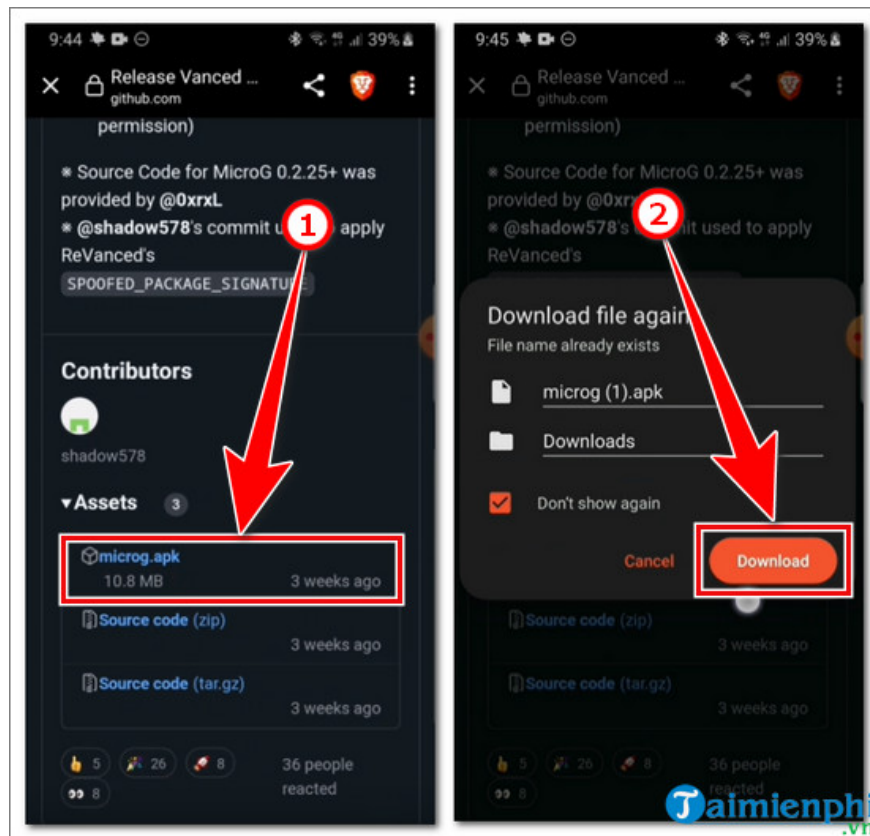 9:44
4G
39%
Release Vanced ...
github.com
permission)
※ Source Code for MicroG 0.2.25+ was
provided by @0xrxL
※ @shadow578's commit to apply
ReVanced's
SPOOFED_PACKAGE_SIGNATURE
Contributors
shadow578
▾Assets 3
microg.apk
10.8 MB 3 weeks ago
Source code (zip)
3 weeks ago
Source code (tar.gz)
3 weeks ago
5 26 8
8
36 people
reacted
1
9:45
4G
39%
Release Vanced ...
github.com
permission)
※ Source Code for MicroG 0.2.25+ was
provided by
※ @shadow578's used to apply
ReVanced's
Download file again
File name already exists
microg (1).apk
Downloads
Don't show again
Cancel Download
Source code (zip)
3 weeks ago
Source code (tar.gz)
3 weeks ago
5 26 8
8
36 people
reacted
2
Taimienphi
.vn